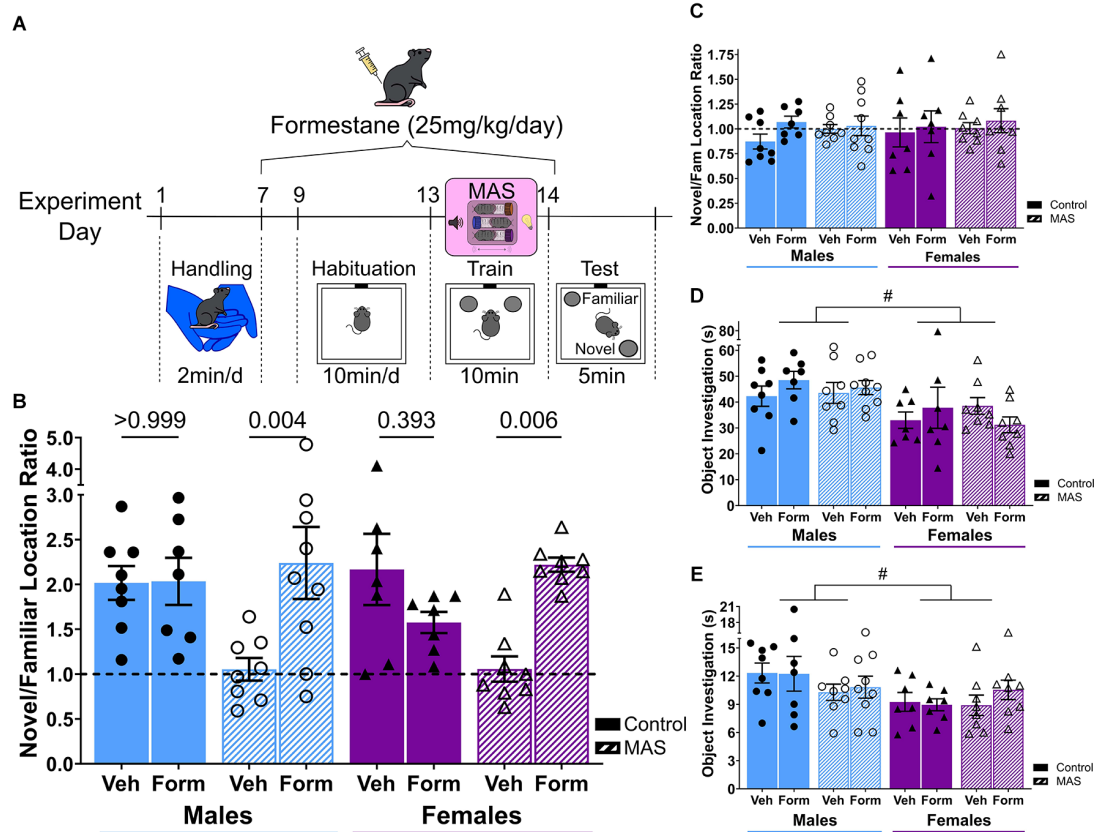 A
Formestane (25mg/kg/day)
Experiment Day
1 7 9 13 14
MAS
Handling Habituation Train Test
Familiar
Novel
2min/d 10min/d 10min 5min
B
>0.999 0.004 0.393 0.006
Novel/Familiar Location Ratio
5.0
4.0
3.0
2.5
2.0
1.5
1.0
0.5
0.0
Control
MAS
Veh Form Veh Form Veh Form Veh Form
Males Females
C
Novel/Fam Location Ratio
1.75
1.50
1.25
1.00
0.75
0.50
0.25
0.00
Control
MAS
Veh Form Veh Form Veh Form Veh Form
Males Females
D
#
Object Investigation (s)
80
60
50
40
30
20
10
0
Control
MAS
Veh Form Veh Form Veh Form Veh Form
Males Females
E
#
Object Investigation (s)
21
18
15
12
9
6
3
0
Control
MAS
Veh Form Veh Form Veh Form Veh Form
Males Females